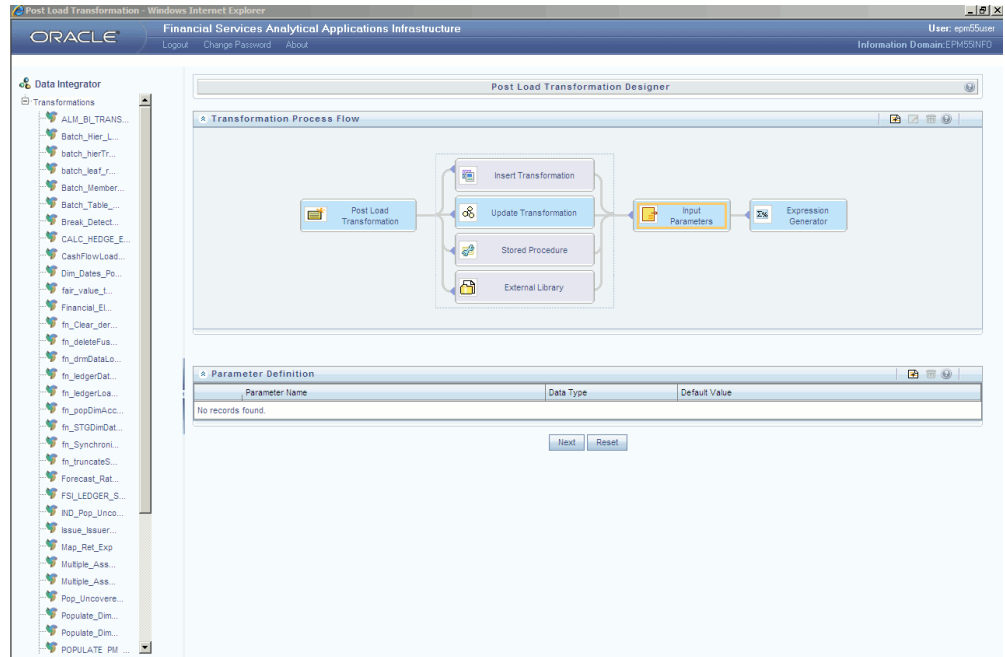 Post Load Transformation - Windows Internet Explorer
ORACLE
Financial Services Analytical Applications Infrastructure
User: epm55user
Logout Change Password About
Information Domain:EPM55INFO
Data Integrator
Transformations
ALM_BI_TRANS...
Batch_Hier_L...
batch_hierTr...
batch_leaf_r...
Batch_Member...
Batch_Table_...
Break_Detect...
CALC_HEDGE_E...
CashFlowLoad...
Dim_Dates_Po...
fair_value_t...
Financial_El...
fn_Clear_der...
fn_deleteFus...
fn_drmDataLo...
fn_ledgerDat...
fn_ledgerLoa...
fn_popDimAcc...
fn_STGDimDat...
fn_Synchroni...
fn_truncateS...
Forecast_Rat...
FSI_LEDGER_S...
IND_Pop_Unco...
Issue_Issuer...
Map_Ret_Exp
Multiple_Ass...
Multiple_Ass...
Pop_Uncovere...
Populate_Dim...
Populate_Dim...
POPULATE_PM_...
Post Load Transformation Designer
Transformation Process Flow
Post Load
Transformation
Insert Transformation
Update Transformation
Stored Procedure
External Library
Input
Parameters
Σ%
Expression
Generator
Parameter Definition
Parameter Name Data Type Default Value
No records found.
Next Reset